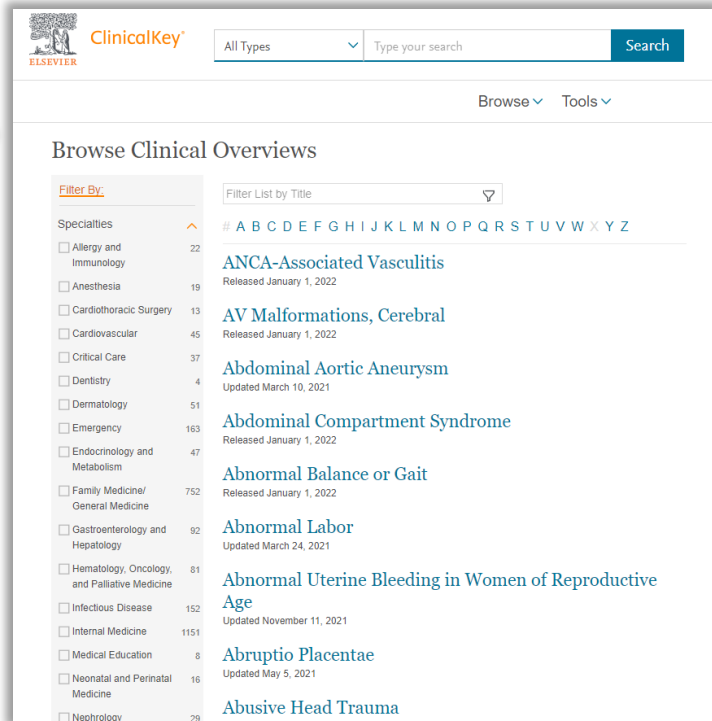 ELSEVIER
ClinicalKey®
All Types
Type your search
Search
Browse
Tools
Browse Clinical Overviews
Filter By:
Specialties
Allergy and 22
Immunology
Anesthesia 19
Cardiothoracic Surgery 13
Cardiovascular 45
Critical Care 37
Dentistry 4
Dermatology 51
Emergency 163
Endocrinology and 47
Metabolism
Family Medicine/ 752
General Medicine
Gastroenterology and 92
Hepatology
Hematology, Oncology, 81
and Palliative Medicine
Infectious Disease 152
Internal Medicine 1151
Medical Education 8
Neonatal and Perinatal 16
Medicine
Nephrology 29
Filter List by Title
# A B C D E F G H I J K L M N O P Q R S T U V W X Y Z
ANCA-Associated Vasculitis
Released January 1, 2022
AV Malformations, Cerebral
Released January 1, 2022
Abdominal Aortic Aneurysm
Updated March 10, 2021
Abdominal Compartment Syndrome
Released January 1, 2022
Abnormal Balance or Gait
Released January 1, 2022
Abnormal Labor
Updated March 24, 2021
Abnormal Uterine Bleeding in Women of Reproductive
Age
Updated November 11, 2021
Abruptio Placentae
Updated May 5, 2021
Abusive Head Trauma